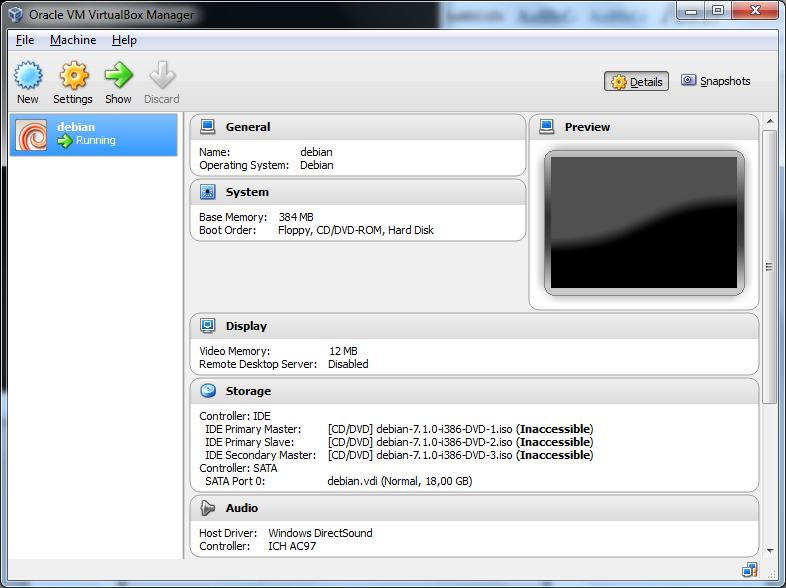 Oracle VM VirtualBox Manager
File Machine Help
New Settings Show Discard
Details Snapshots
debian
Running
General
Name: debian
Operating System: Debian
System
Base Memory: 384 MB
Boot Order: Floppy, CD/DVD-ROM, Hard Disk
Preview
Display
Video Memory: 12 MB
Remote Desktop Server: Disabled
Storage
Controller: IDE
IDE Primary Master: [CD/DVD] debian-7.1.0-i386-DVD-1.iso (Inaccessible)
IDE Primary Slave: [CD/DVD] debian-7.1.0-i386-DVD-2.iso (Inaccessible)
IDE Secondary Master: [CD/DVD] debian-7.1.0-i386-DVD-3.iso (Inaccessible)
Controller: SATA
SATA Port 0: debian.vdi (Normal, 18,00 GB)
Audio
Host Driver: Windows DirectSound
Controller: ICH AC97